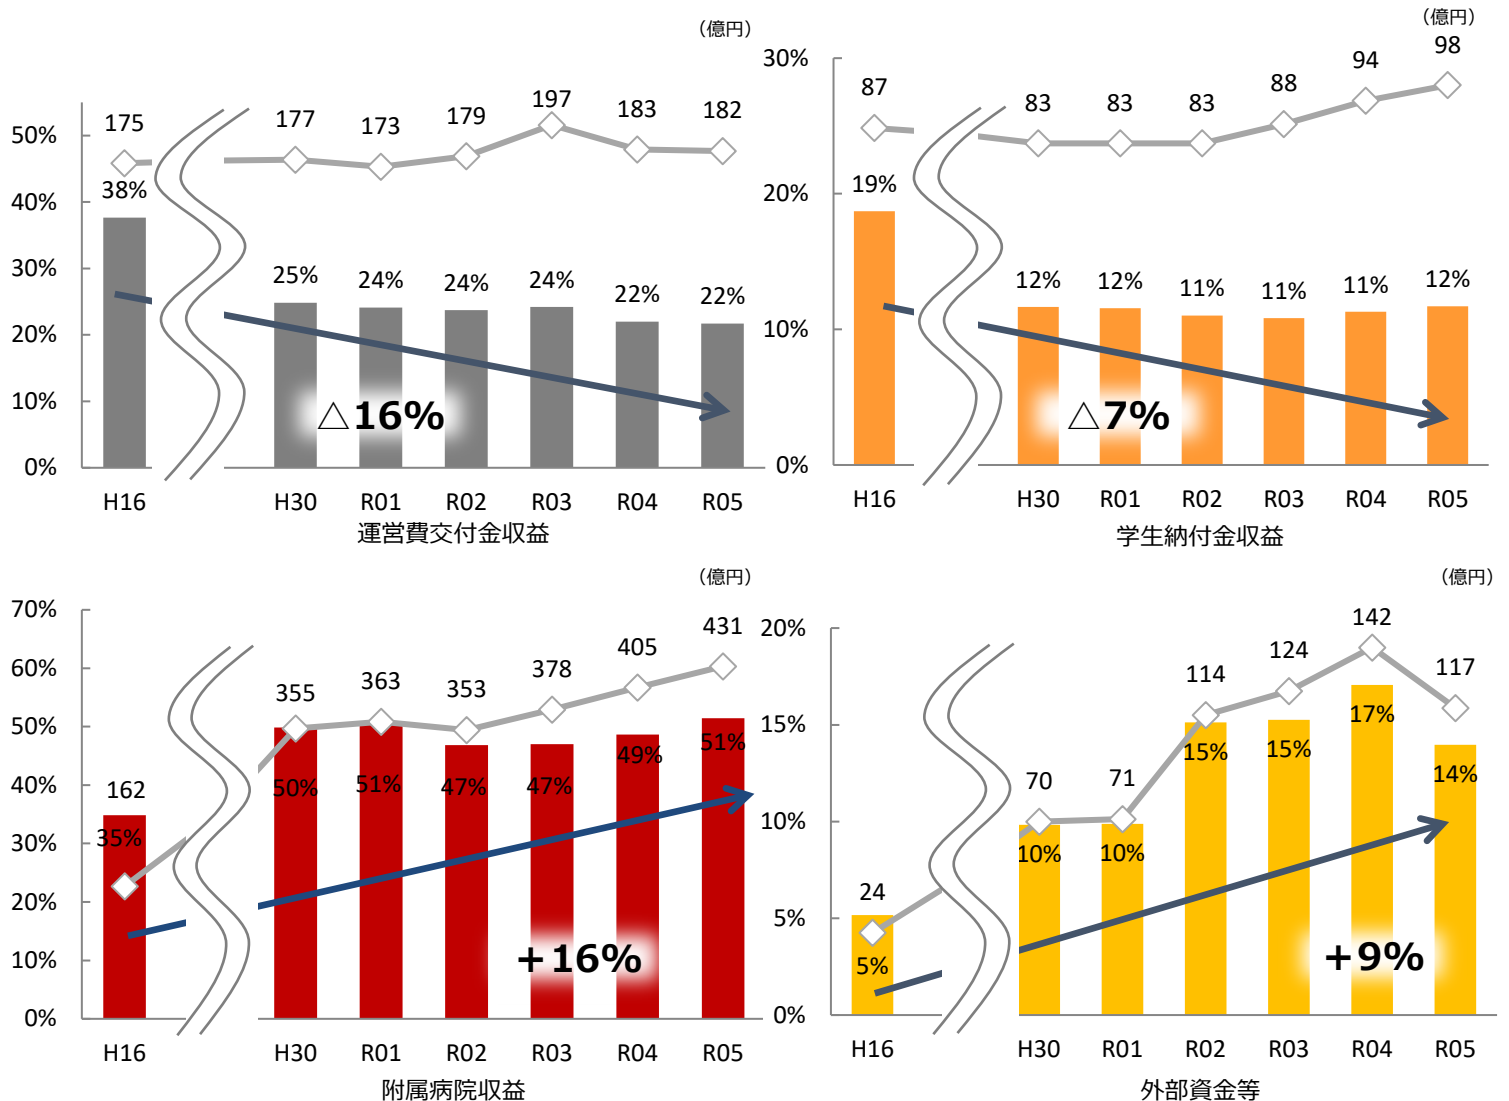 （億円）
50%
40%
30%
20%
10%
0%
175 177 173 179 197 183 182
38% 25% 24% 24% 24% 22% 22%
△16%
H16 H30 R01 R02 R03 R04 R05
運営費交付金収益
（億円）
30%
20%
10%
0%
87 83 83 83 88 94 98
19% 12% 12% 11% 11% 11% 12%
△7%
H16 H30 R01 R02 R03 R04 R05
学生納付金収益
（億円）
70%
60%
50%
40%
30%
20%
10%
0%
162 355 363 353 378 405 431
35% 50% 51% 47% 47% 49% 51%
+16%
H16 H30 R01 R02 R03 R04 R05
附属病院収益
（億円）
20%
15%
10%
5%
0%
24 70 71 114 124 142 117
5% 10% 10% 15% 15% 17% 14%
+9%
H16 H30 R01 R02 R03 R04 R05
外部資金等